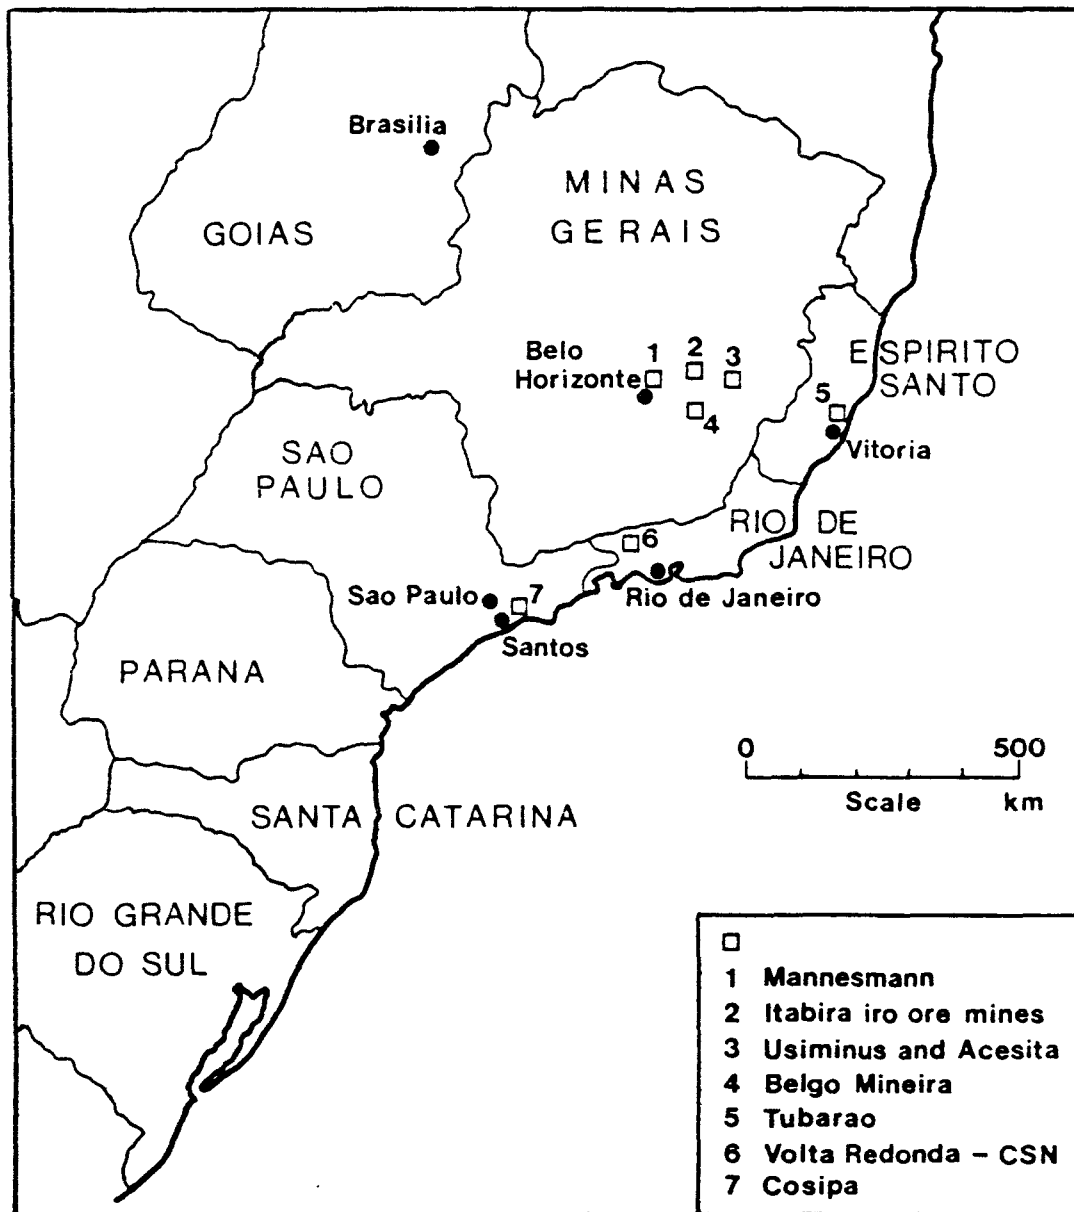 Brasilia
MINAS
GERAIS
GOIAS
Belo
Horizonte
1
2
3
4
ESPIRITO
SANTO
5
Vitoria
SAO
PAULO
RIO DE
JANEIRO
6
Rio de Janeiro
Sao Paulo
7
Santos
PARANA
0 500
Scale km
SANTA CATARINA
RIO GRANDE
DO SUL
1 Mannesmann
2 Itabira iro ore mines
3 Usiminus and Acesita
4 Belgo Mineira
5 Tubarao
6 Volta Redonda – CSN
7 Cosipa